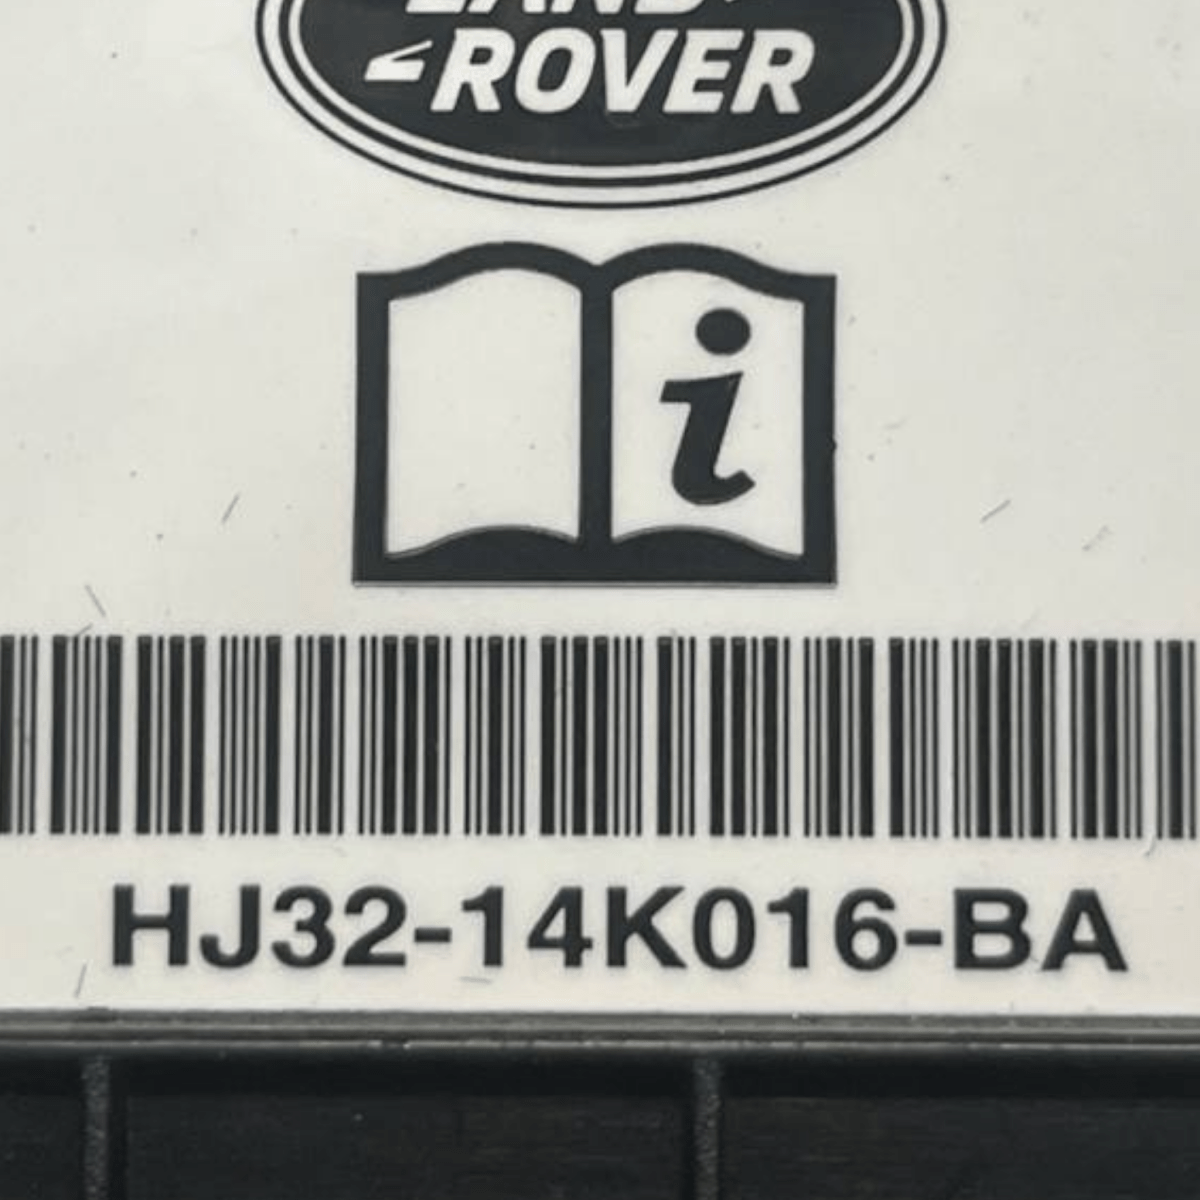 LAND
ROVER
i
HJ32-14K016-BA